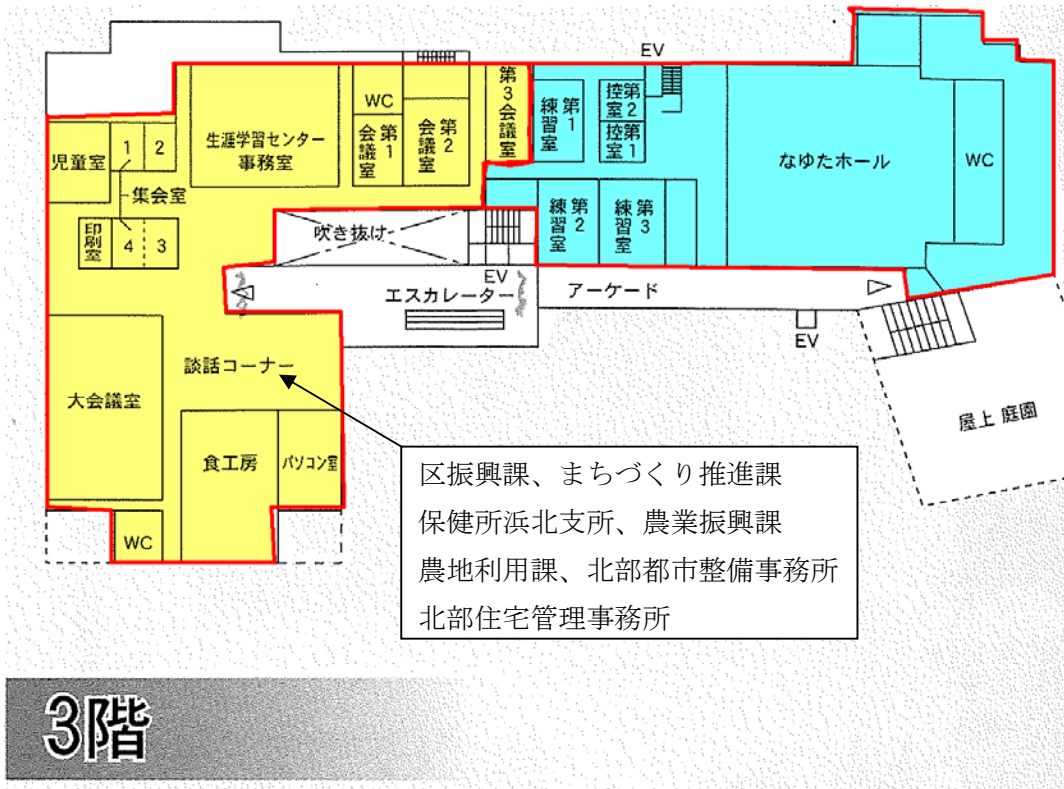 EV
第3会議室
WC
第1練習室
控室第2
控室第1
児童室
1
2
生涯学習センター
事務室
第1会議室
第2会議室
なゆたホール
WC
集会室
印刷室
4
3
第2練習室
第3練習室
吹き抜け
EV
エスカレーター
アーケード
EV
談話コーナー
大会議室
屋上庭園
食工房
パソコン室
WC
区振興課、まちづくり推進課
保健所浜北支所、農業振興課
農地利用課、北部都市整備事務所
北部住宅管理事務所
3階